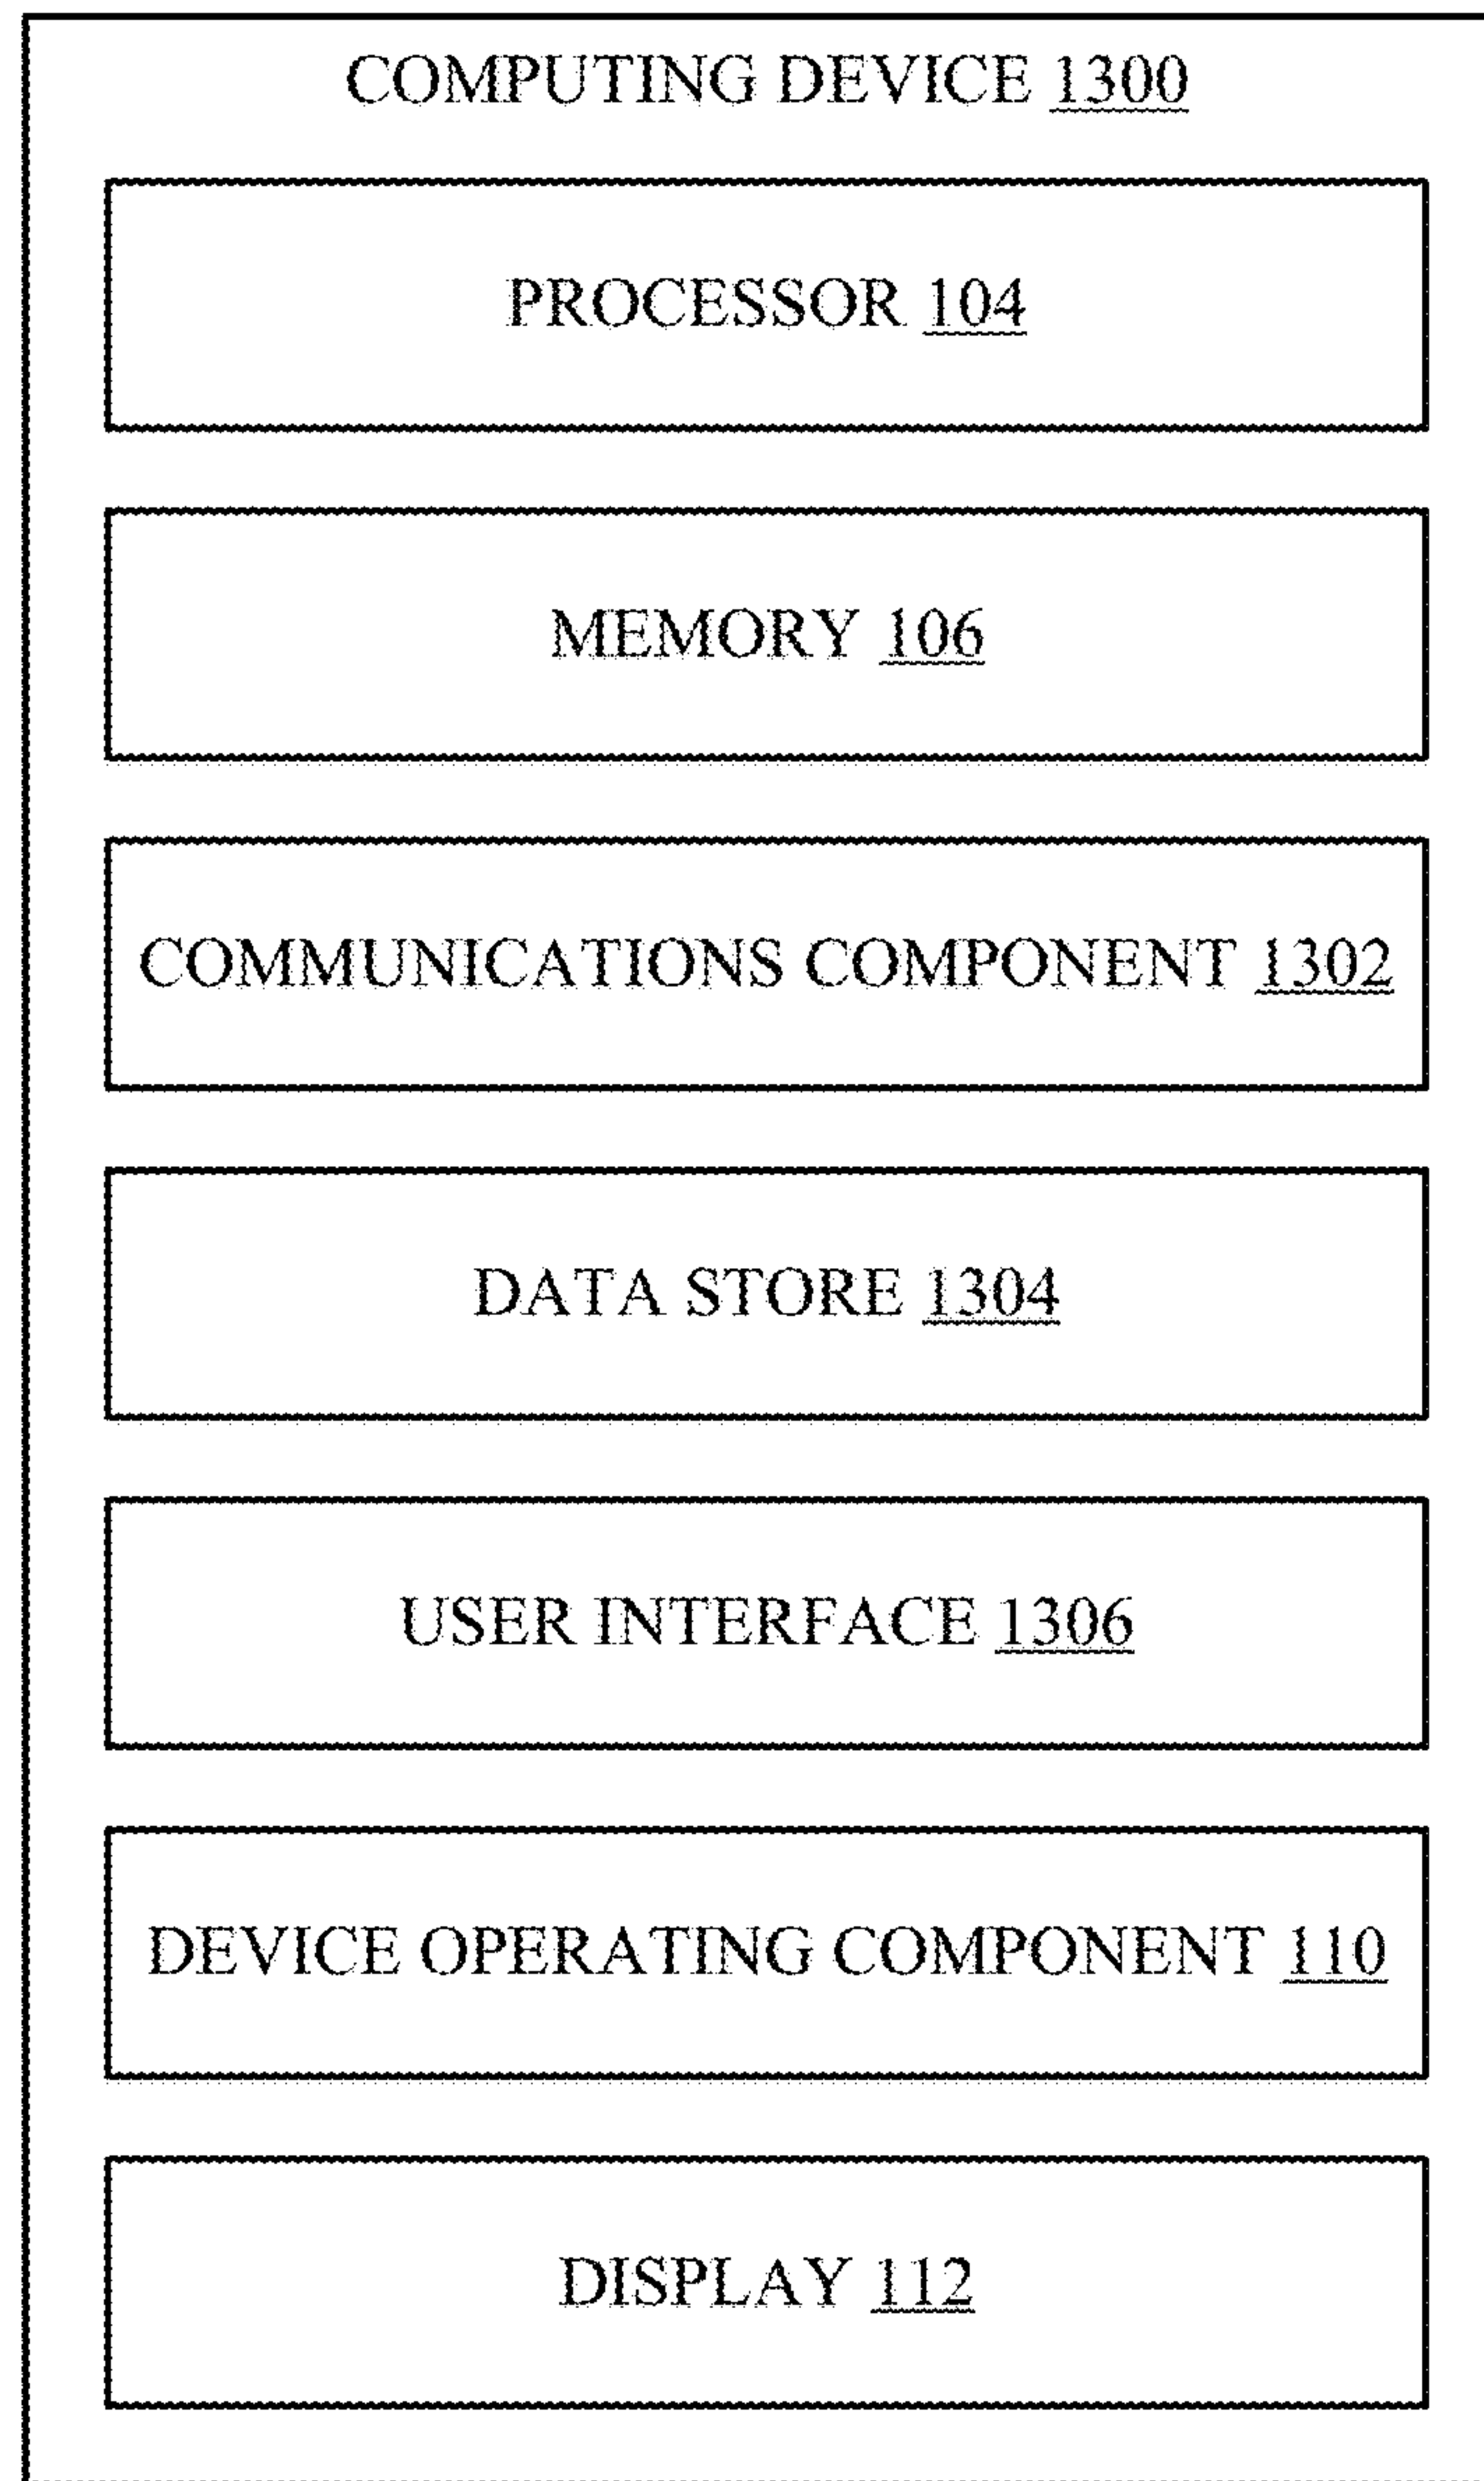 COMPUTING DEVICE 1300
PROCESSOR 104
MEMORY 106
COMMUNICATIONS COMPONENT 1302
DATA STORE 1304
USER INTERFACE 1306
DEVICE OPERATING COMPONENT 110
DISPLAY 112